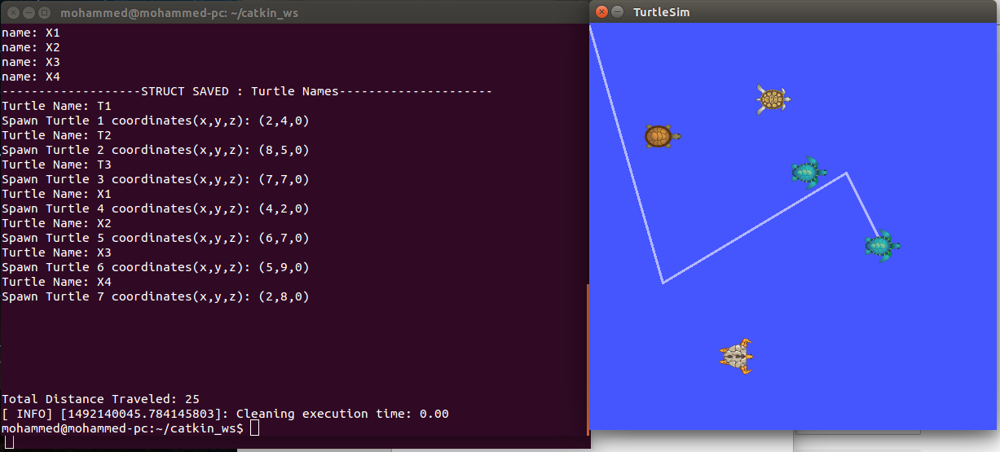 mohammed@mohammed-pc: ~/catkin_ws
name: X1
name: X2
name: X3
name: X4
-------------------STRUCT SAVED : Turtle Names---------------------
Turtle Name: T1
Spawn Turtle 1 coordinates(x,y,z): (2,4,0)
Turtle Name: T2
Spawn Turtle 2 coordinates(x,y,z): (8,5,0)
Turtle Name: T3
Spawn Turtle 3 coordinates(x,y,z): (7,7,0)
Turtle Name: X1
Spawn Turtle 4 coordinates(x,y,z): (4,2,0)
Turtle Name: X2
Spawn Turtle 5 coordinates(x,y,z): (6,7,0)
Turtle Name: X3
Spawn Turtle 6 coordinates(x,y,z): (5,9,0)
Turtle Name: X4
Spawn Turtle 7 coordinates(x,y,z): (2,8,0)
Total Distance Traveled: 25
[ INFO] [1492140045.784145803]: Cleaning execution time: 0.00
mohammed@mohammed-pc:~/catkin_ws$
TurtleSim